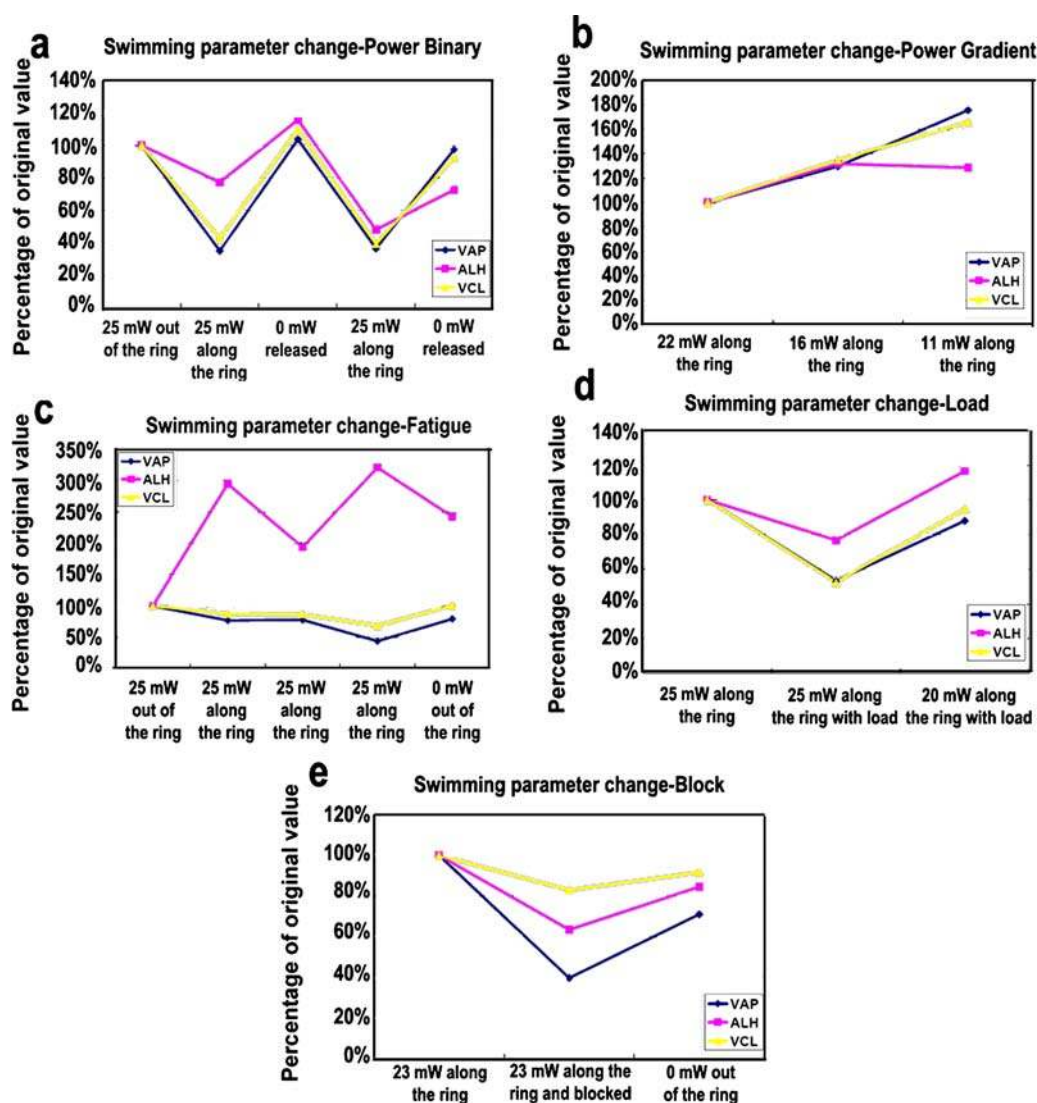 a
Swimming parameter change-Power Binary
Percentage of original value
140%
120%
100%
80%
60%
40%
20%
0%
VAP
ALH
VCL
25 mW out
of the ring
25 mW
along
the ring
0 mW
released
25 mW
along
the ring
0 mW
released
b
Swimming parameter change-Power Gradient
Percentage of original value
200%
180%
160%
140%
120%
100%
80%
60%
40%
20%
0%
VAP
ALH
VCL
22 mW along
the ring
16 mW along
the ring
11 mW along
the ring
c
Swimming parameter change-Fatigue
Percentage of original value
350%
300%
250%
200%
150%
100%
50%
0%
VAP
ALH
VCL
25 mW
out of
the ring
25 mW
along
the ring
25 mW
along
the ring
25 mW
along
the ring
0 mW
out of
the ring
d
Swimming parameter change-Load
Percentage of original value
140%
120%
100%
80%
60%
40%
20%
0%
VAP
ALH
VCL
25 mW along
the ring
25 mW along
the ring with load
20 mW along
the ring with load
e
Swimming parameter change-Block
Percentage of original value
120%
100%
80%
60%
40%
20%
0%
VAP
ALH
VCL
23 mW along
the ring
23 mW along the
ring and blocked
0 mW out
of the ring